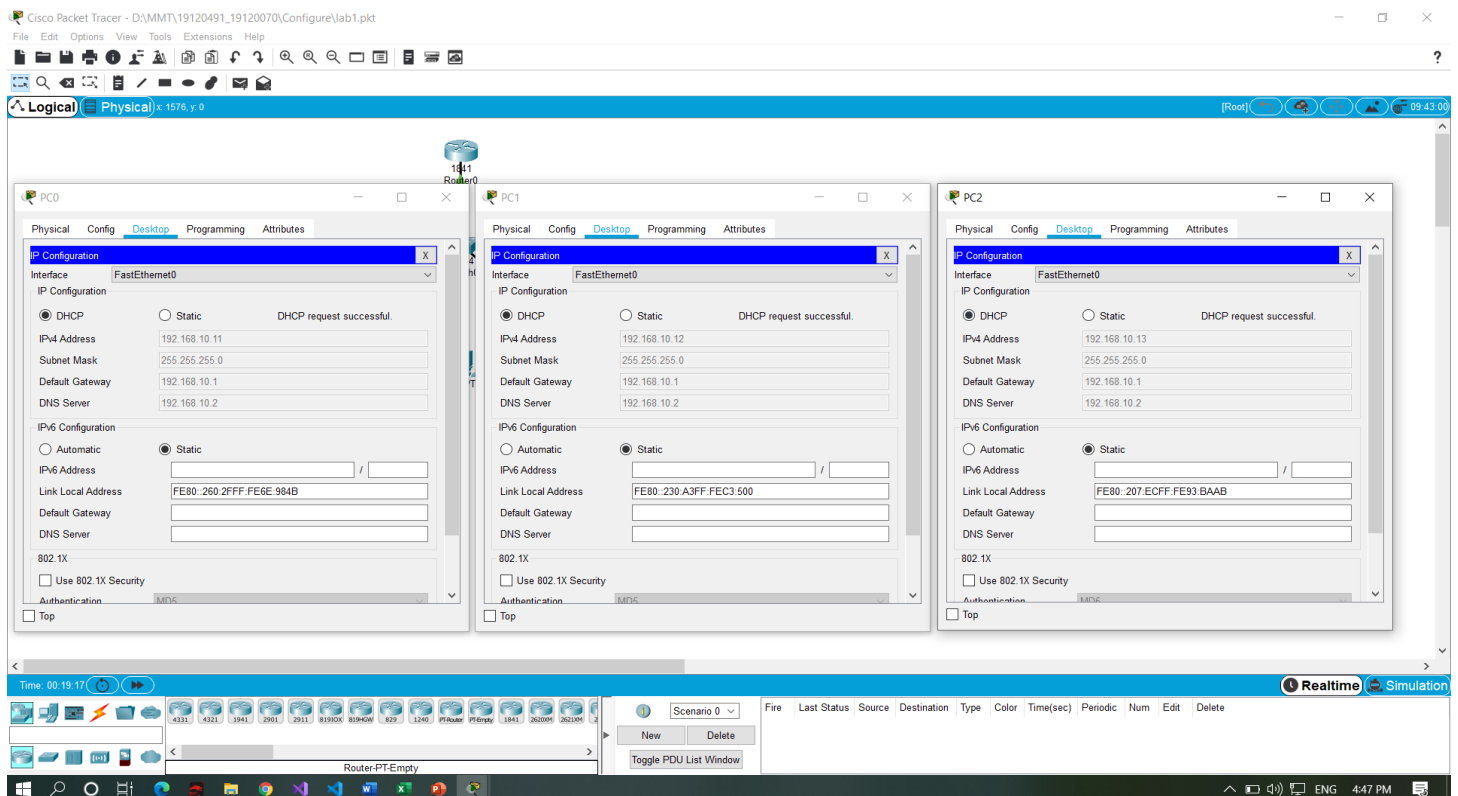 Cisco Packet Tracer - D:\MMT\19120491_19120070\Configure\lab1.pkt
File Edit Options View Tools Extensions Help
?
Logical Physical x: 1576, y: 0 [Root] 09:43:00
1841
Router0
PC0
Physical Config Desktop Programming Attributes
IP Configuration X
Interface FastEthernet0
IP Configuration
DHCP Static DHCP request successful.
IPv4 Address 192.168.10.11
Subnet Mask 255.255.255.0
Default Gateway 192.168.10.1
DNS Server 192.168.10.2
IPv6 Configuration
Automatic Static
IPv6 Address /
Link Local Address FE80::260:2FFF:FE6E:984B
Default Gateway
DNS Server
802.1X
Use 802.1X Security
Authentication MD5
Top
PC1
Physical Config Desktop Programming Attributes
IP Configuration X
Interface FastEthernet0
IP Configuration
DHCP Static DHCP request successful.
IPv4 Address 192.168.10.12
Subnet Mask 255.255.255.0
Default Gateway 192.168.10.1
DNS Server 192.168.10.2
IPv6 Configuration
Automatic Static
IPv6 Address /
Link Local Address FE80::230:A3FF:FEC3:500
Default Gateway
DNS Server
802.1X
Use 802.1X Security
Authentication MD5
Top
PC2
Physical Config Desktop Programming Attributes
IP Configuration X
Interface FastEthernet0
IP Configuration
DHCP Static DHCP request successful.
IPv4 Address 192.168.10.13
Subnet Mask 255.255.255.0
Default Gateway 192.168.10.1
DNS Server 192.168.10.2
IPv6 Configuration
Automatic Static
IPv6 Address /
Link Local Address FE80::207:ECFF:FE93:BAAB
Default Gateway
DNS Server
802.1X
Use 802.1X Security
Authentication MD5
Top
Time: 00:19:17 Realtime Simulation
4331 4321 1941 2901 2911 819IOX 819HGW 829 1240 PT-Router PT-Empty 1841 2620XM 2621XM
Router-PT-Empty
Scenario 0
New Delete
Toggle PDU List Window
Fire Last Status Source Destination Type Color Time(sec) Periodic Num Edit Delete
ENG 4:47 PM